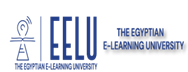 EELU
THE EGYPTIAN E-LEARNING UNIVERSITY
THE EGYPTIAN
E-LEARNING UNIVERSITY